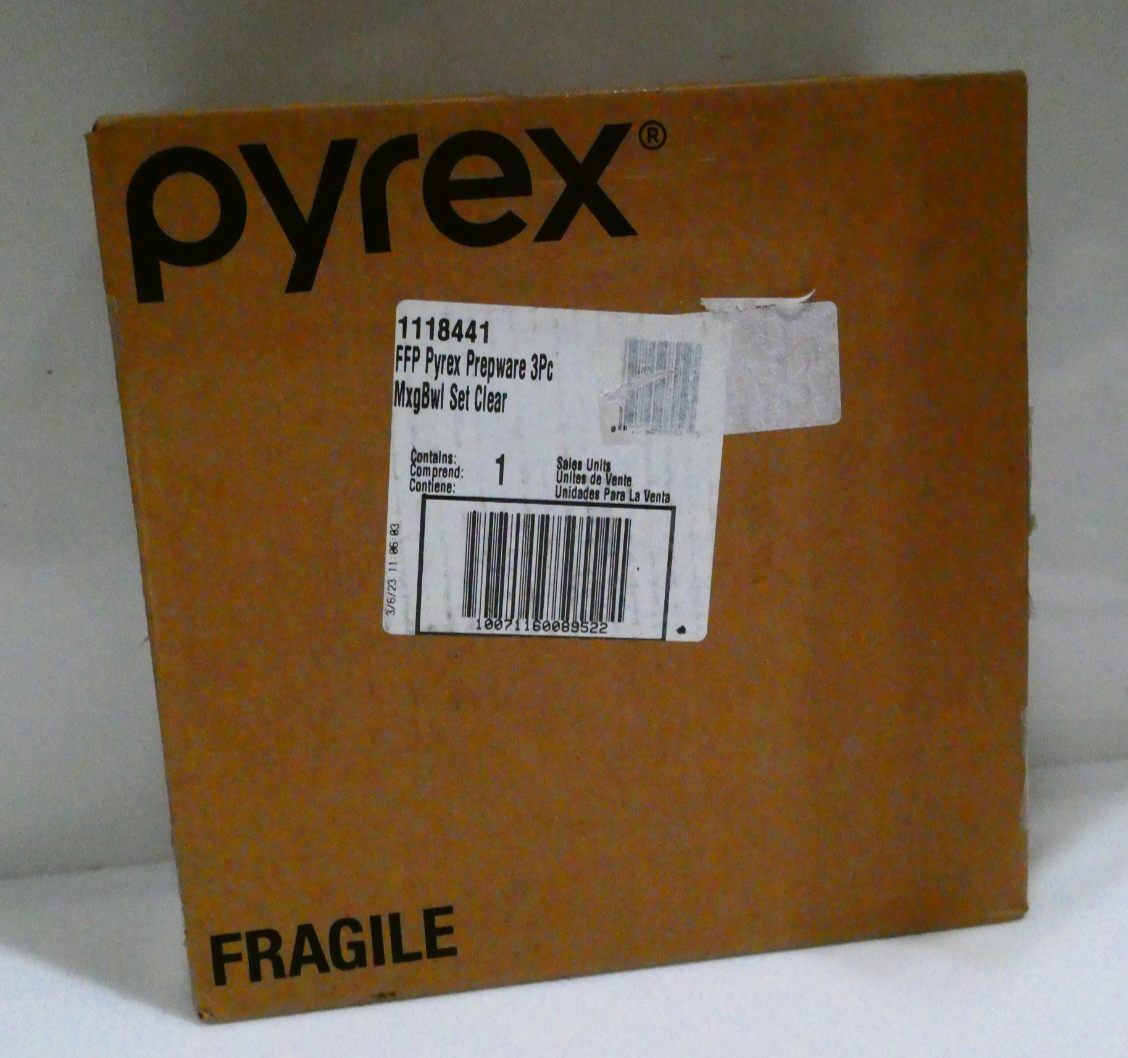 pyrex®
1118441
FFP Pyrex Prepware 3Pc
MxgBwl Set Clear
Contains:
Comprend:
Contiene:
1
Sales Units
Unites de Vente
Unidades Para La Venta
3/6/23 11:06:03
10071160089522
FRAGILE